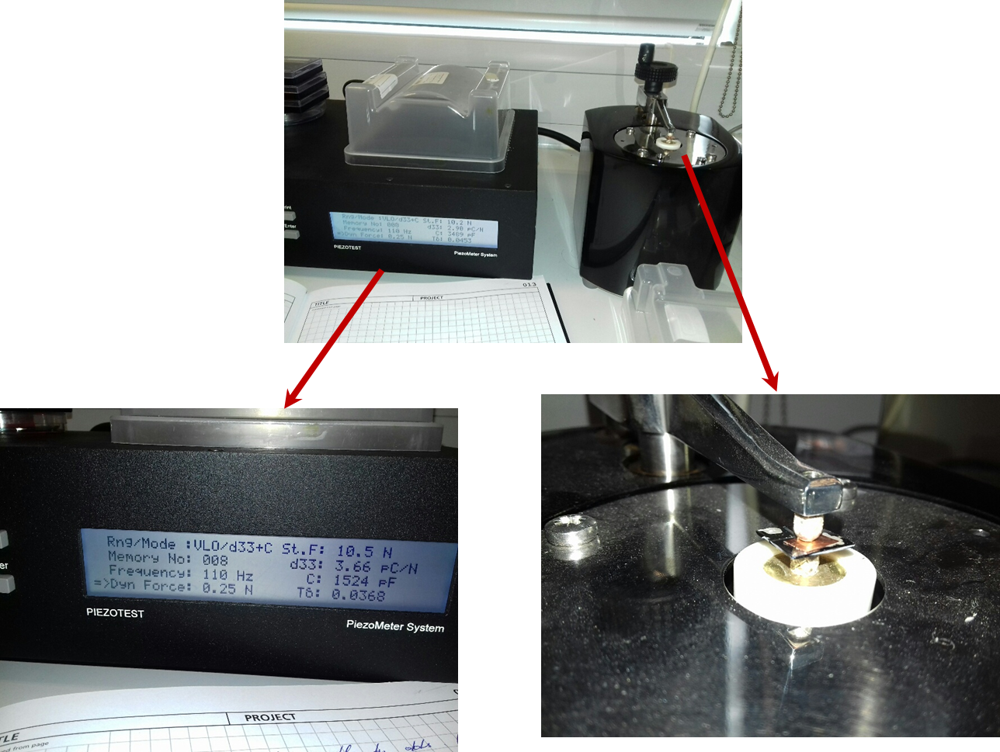 rint
Enter
Rng/Mode :VLO/d33+C St.F: 10.2 N
Memory No: 008 d33: 2.90 pC/N
Frequency: 110 Hz C: 3489 pF
=>Dyn Force: 0.25 N Tδ: 0.0453
PIEZOTEST
PiezoMeter System
013
TITLE
PROJECT
er
Rng/Mode :VLO/d33+C St.F: 10.5 N
Memory No: 008 d33: 3.66 pC/N
Frequency: 110 Hz C: 1524 pF
=>Dyn Force: 0.25 N Tδ: 0.0368
PIEZOTEST
PiezoMeter System
TLE
PROJECT
ed from page